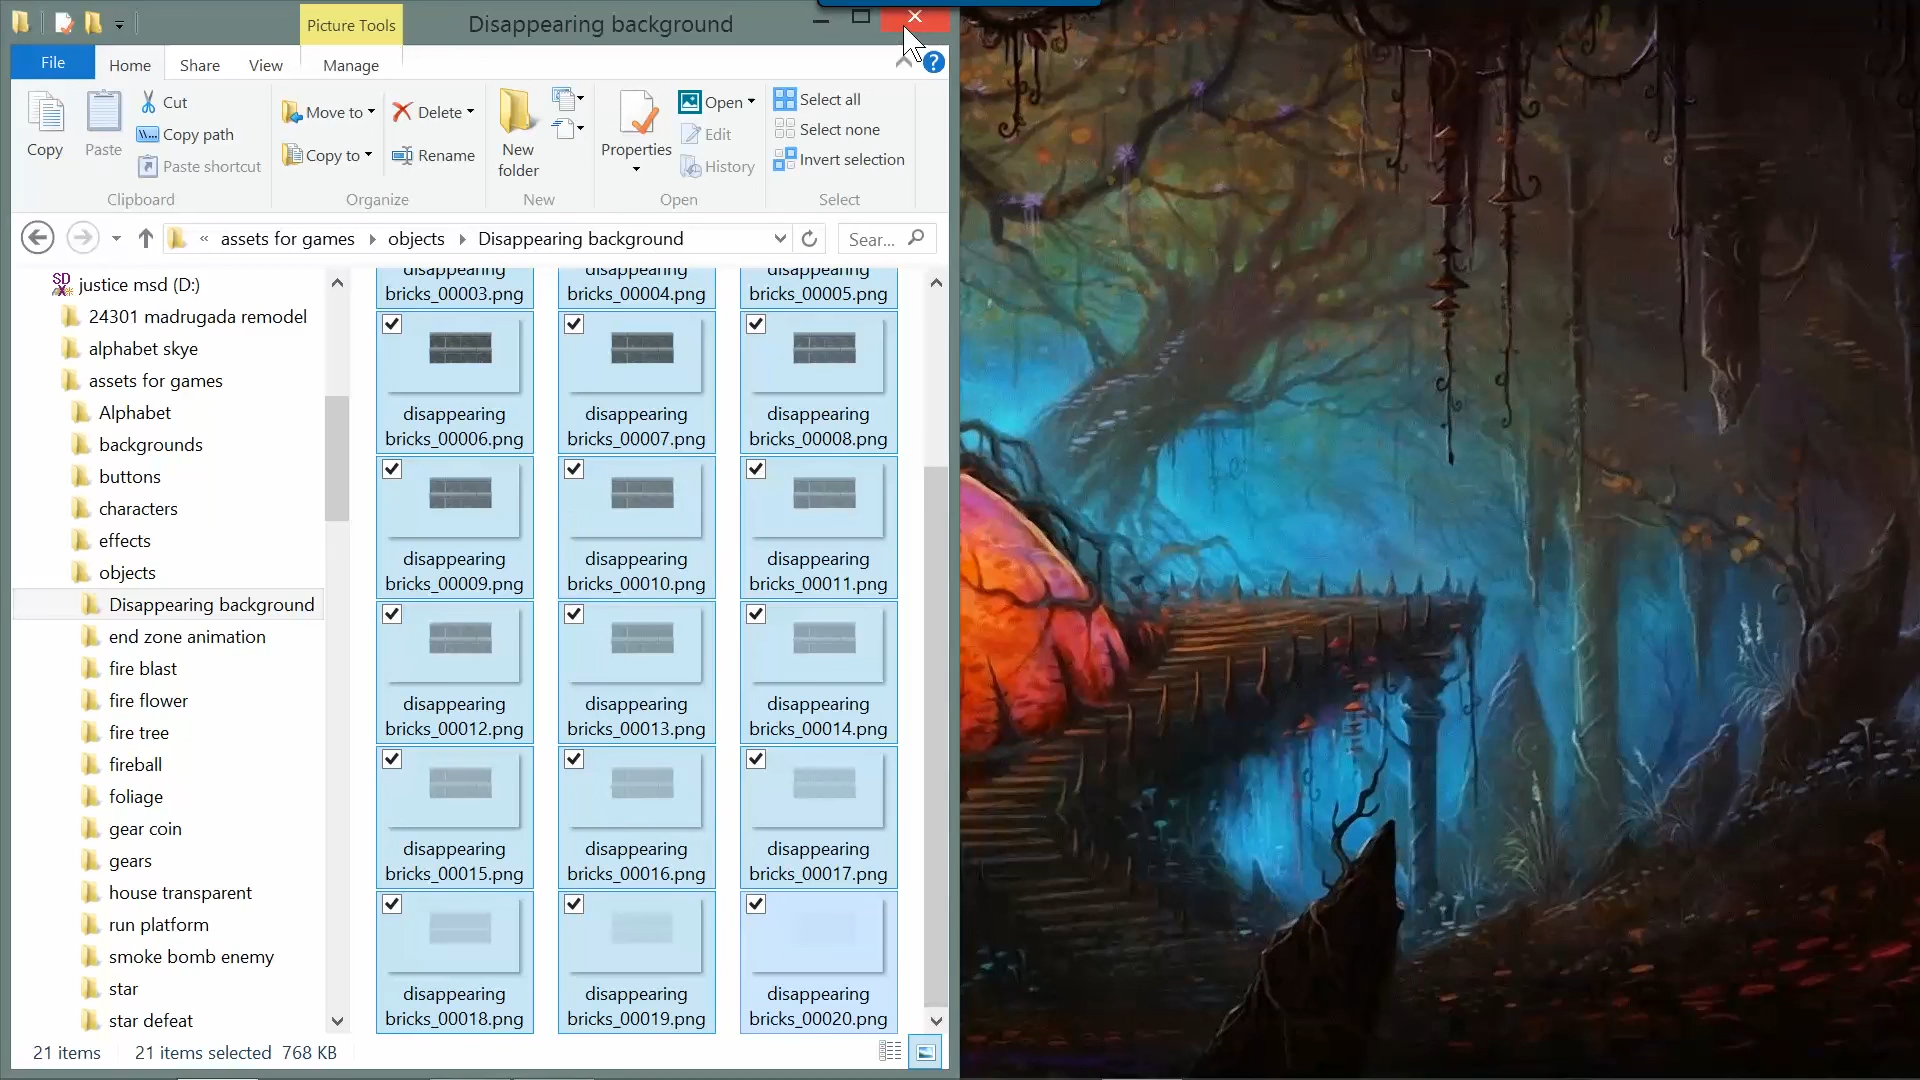 Picture Tools
Disappearing background
File
Home
Share
View
Manage
?
Copy
Paste
Cut
Copy path
Paste shortcut
Clipboard
Move to
Copy to
Delete
Rename
Organize
New
folder
New
Properties
Open
Edit
History
Open
Select all
Select none
Invert selection
Select
« assets for games objects Disappearing background
Sear...
justice msd (D:)
24301 madrugada remodel
alphabet skye
assets for games
Alphabet
backgrounds
buttons
characters
effects
objects
Disappearing background
end zone animation
fire blast
fire flower
fire tree
fireball
foliage
gear coin
gears
house transparent
run platform
smoke bomb enemy
star
star defeat
disappearing
bricks_00003.png
disappearing
bricks_00004.png
disappearing
bricks_00005.png
disappearing
bricks_00006.png
disappearing
bricks_00007.png
disappearing
bricks_00008.png
disappearing
bricks_00009.png
disappearing
bricks_00010.png
disappearing
bricks_00011.png
disappearing
bricks_00012.png
disappearing
bricks_00013.png
disappearing
bricks_00014.png
disappearing
bricks_00015.png
disappearing
bricks_00016.png
disappearing
bricks_00017.png
disappearing
bricks_00018.png
disappearing
bricks_00019.png
disappearing
bricks_00020.png
21 items 21 items selected 768 KB